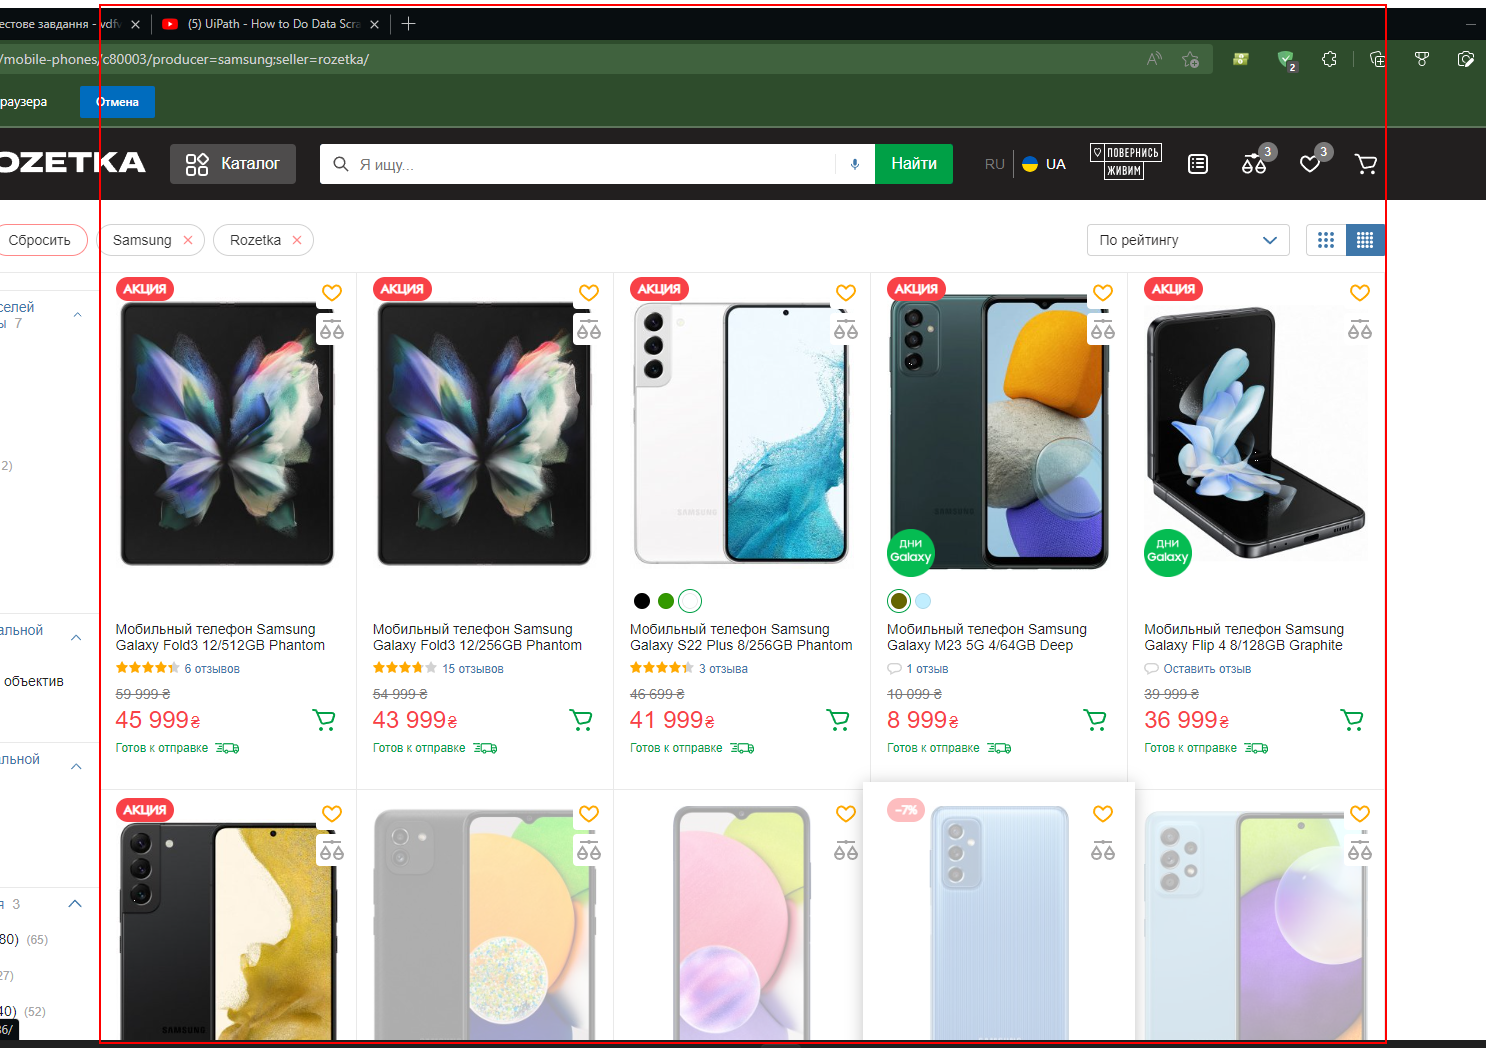 естове завдання - vdfv
(5) UiPath - How to Do Data Scra
/mobile-phones/c80003/producer=samsung;seller=rozetka/
2
раузера
Отмена
OZETKA
Каталог
Я ищу...
Найти
RU
UA
ПОВЕРНИСЬ
ЖИВИМ
3
3
Сбросить
Samsung
Rozetka
По рейтингу
селей
ы 7
2)
альной
объектив
льной
я 3
80) (65)
27)
40) (52)
36/
АКЦИЯ
АКЦИЯ
АКЦИЯ
АКЦИЯ
АКЦИЯ
SAMSUNG
SAMSUNG
ДНИ
Galaxy
ДНИ
Galaxy
Мобильный телефон Samsung
Galaxy Fold3 12/512GB Phantom
6 отзывов
59 999 ₴
45 999₴
Готов к отправке
Мобильный телефон Samsung
Galaxy Fold3 12/256GB Phantom
15 отзывов
54 999 ₴
43 999₴
Готов к отправке
Мобильный телефон Samsung
Galaxy S22 Plus 8/256GB Phantom
3 отзыва
46 699 ₴
41 999₴
Готов к отправке
Мобильный телефон Samsung
Galaxy M23 5G 4/64GB Deep
1 отзыв
10 099 ₴
8 999₴
Готов к отправке
Мобильный телефон Samsung
Galaxy Flip 4 8/128GB Graphite
Оставить отзыв
39 999 ₴
36 999₴
Готов к отправке
АКЦИЯ
-7%
SAMSUNG